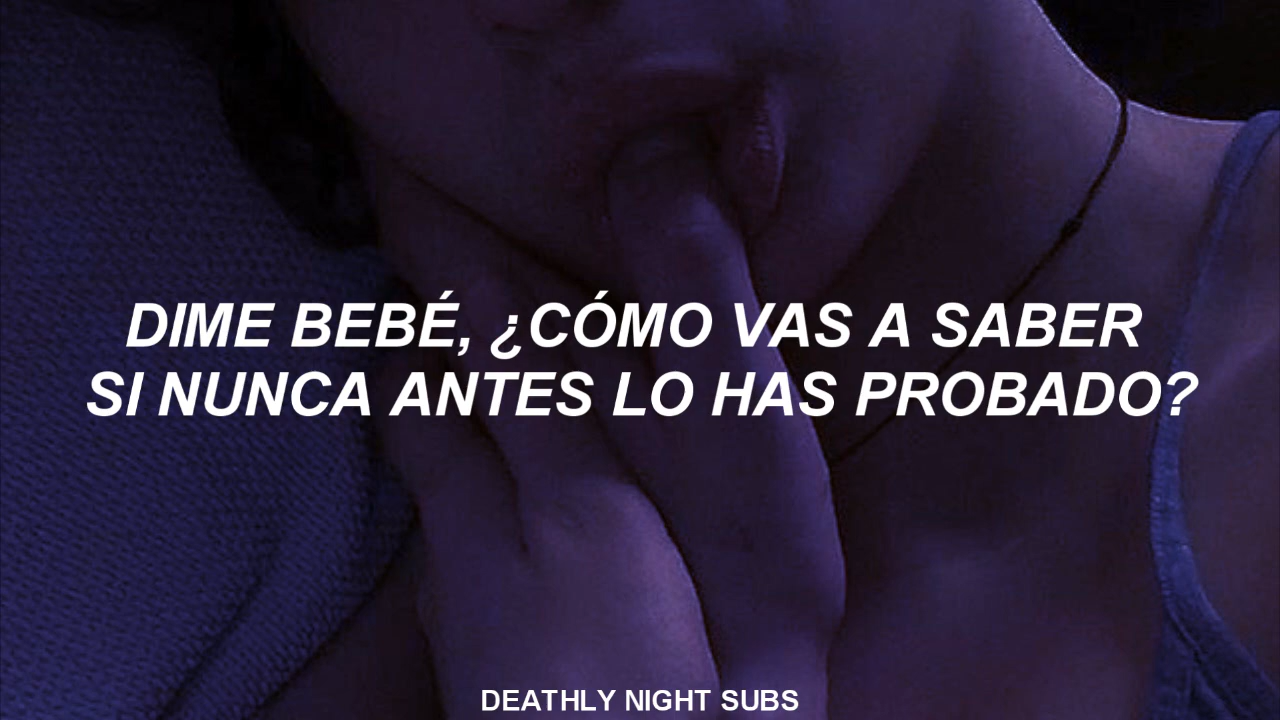 DIME BEBÉ, ¿CÓMO VAS A SABER
SI NUNCA ANTES LO HAS PROBADO?
DEATHLY NIGHT SUBS